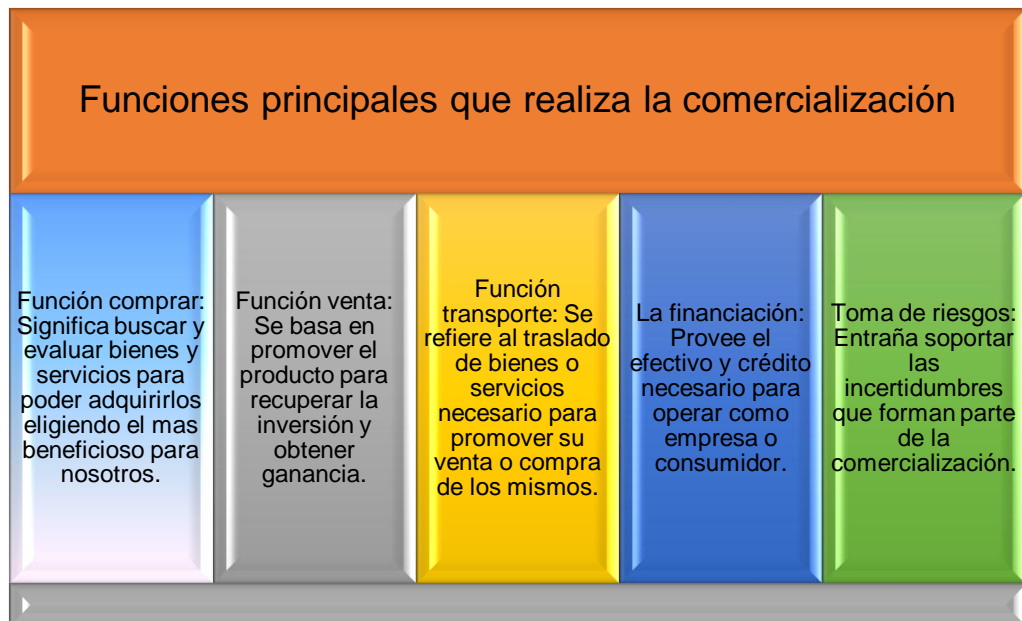 Funciones principales que realiza la comercialización
Función comprar:
Significa buscar y
evaluar bienes y
servicios para
poder adquirirlos
eligiendo el mas
beneficioso para
nosotros.
Función venta:
Se basa en
promover el
producto para
recuperar la
inversión y
obtener
ganancia.
Función
transporte: Se
refiere al traslado
de bienes o
servicios
necesario para
promover su
venta o compra
de los mismos.
La financiación:
Provee el
efectivo y crédito
necesario para
operar como
empresa o
consumidor.
Toma de riesgos:
Entraña soportar
las
incertidumbres
que forman parte
de la
comercialización.